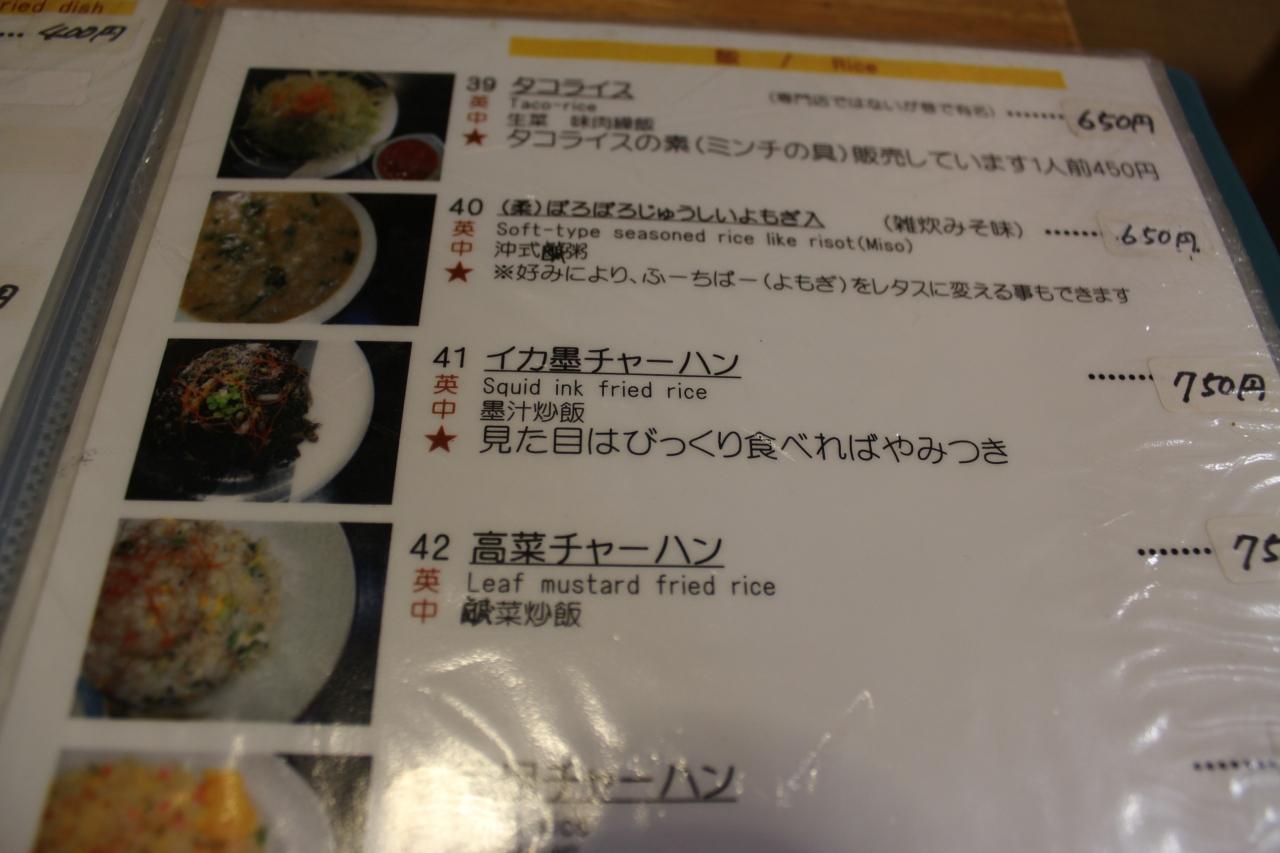 ried dish
… 400円
円
飯 / Rice
39 タコライス (専門店ではないが巷で有名) ……… 650円
英 Taco-rice
中 生菜 味肉繰飯
★ タコライスの素(ミンチの具)販売しています1人前450円
40 (柔)ぼろぼろじゅうしいよもぎ入 (雑炊みそ味) …… 650円
英 Soft-type seasoned rice like risot(Miso)
中 沖式鹹粥
★ ※好みにより、ふーちばー(よもぎ)をレタスに変える事もできます
41 イカ墨チャーハン ……… 750円
英 Squid ink fried rice
中 墨汁炒飯
★ 見た目はびっくり食べればやみつき
42 高菜チャーハン ……… 75
英 Leaf mustard fried rice
中 鹹菜炒飯
チャーハン ………